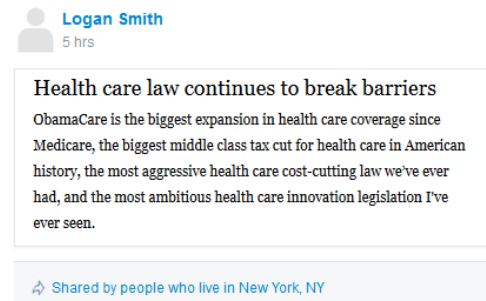 Logan Smith
5 hrs
Health care law continues to break barriers
ObamaCare is the biggest expansion in health care coverage since
Medicare, the biggest middle class tax cut for health care in American
history, the most aggressive health care cost-cutting law we've ever
had, and the most ambitious health care innovation legislation I've
ever seen.
Shared by people who live in New York, NY